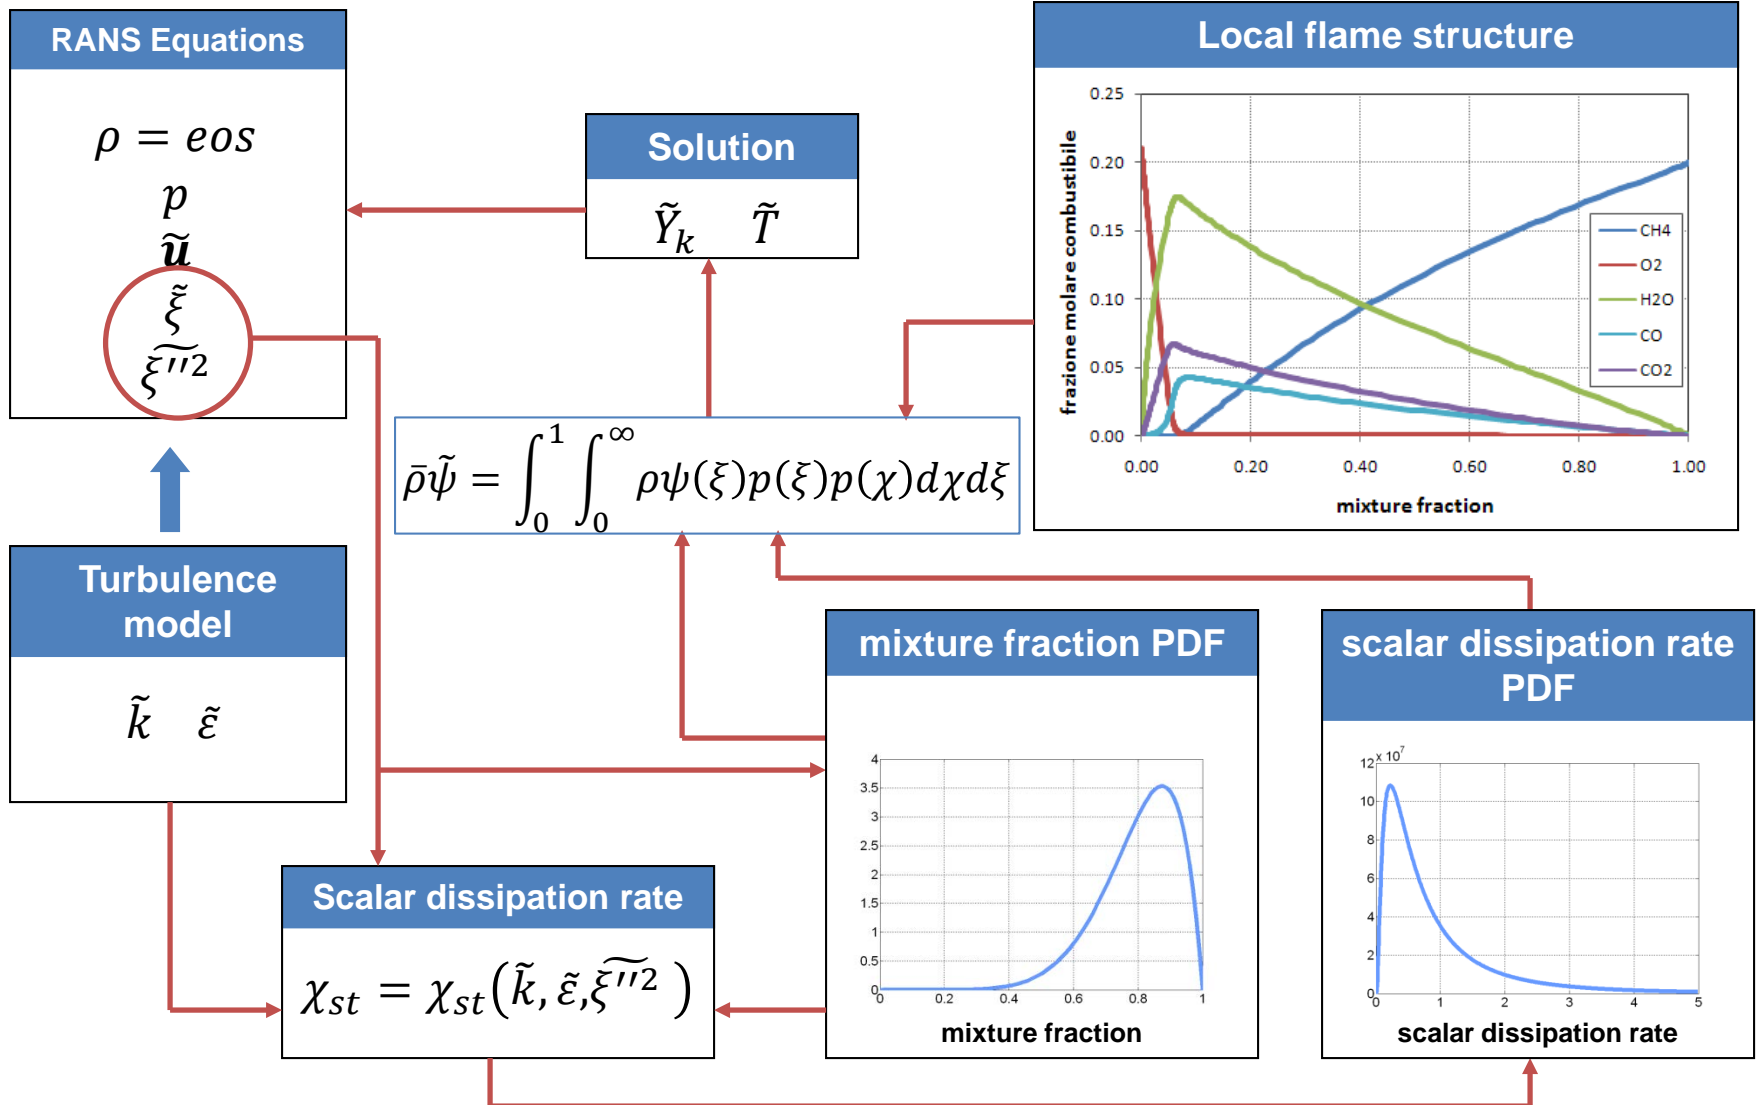 RANS Equations
ρ = eos
p
ũ
ξ̃
ξ''²~
Turbulence
model
k̃ ε̃
Solution
Ỹₖ T̃
ρ̄ψ̃ = ∫₀¹ ∫₀^∞ ρψ(ξ)p(ξ)p(χ)dχdξ
Scalar dissipation rate
χₛₜ = χₛₜ(k̃, ε̃,ξ''²~ )
Local flame structure
frazione molare combustibile
0.25
0.20
0.15
0.10
0.05
0.00
0.00 0.20 0.40 0.60 0.80 1.00
mixture fraction
CH4
O2
H2O
CO
CO2
mixture fraction PDF
4
3.5
3
2.5
2
1.5
1
0.5
0
0 0.2 0.4 0.6 0.8 1
mixture fraction
scalar dissipation rate
PDF
x 10⁷
12
10
8
6
4
2
0
0 1 2 3 4 5
scalar dissipation rate